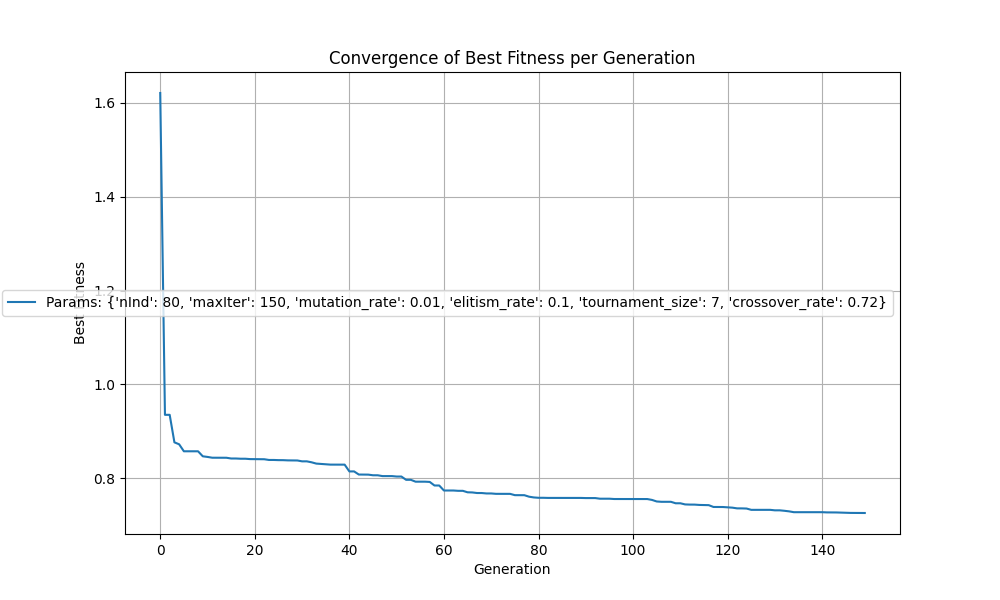 Convergence of Best Fitness per Generation
1.6
1.4
1.2
Params: {'nInd': 80, 'maxIter': 150, 'mutation_rate': 0.01, 'elitism_rate': 0.1, 'tournament_size': 7, 'crossover_rate': 0.72}
1.0
0.8
0 20 40 60 80 100 120 140
Generation
Best Fitness